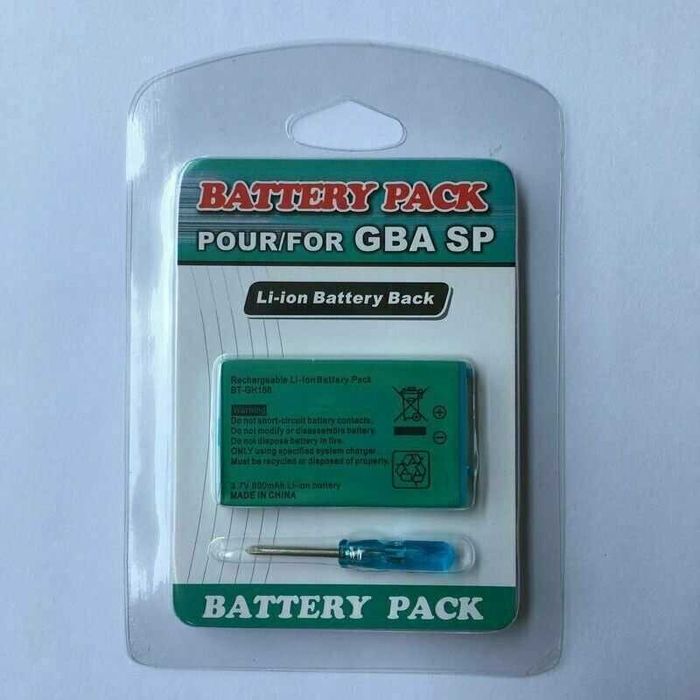 BATTERY PACK
POUR/FOR GBA SP
Li-ion Battery Back
Rechargeable Li-Ion Battery Pack
BT-GH188
Warning
Do not short-circuit battery contacts.
Do not modify or disassemble battery.
Do not dispose battery in fire.
ONLY using specified system charger.
Must be recycled or disposed of properly.
3.7V 800mAh Li-ion battery
MADE IN CHINA
BATTERY PACK